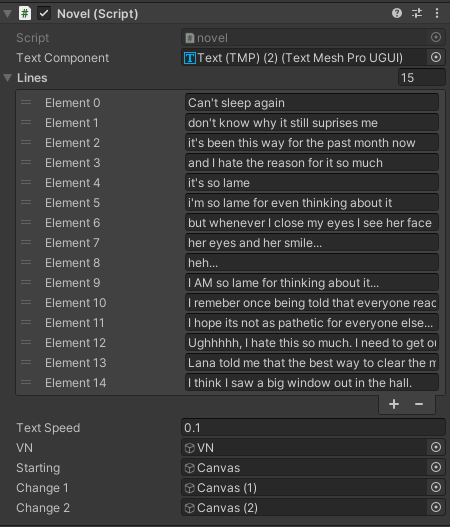 Novel (Script)
Script novel
Text Component Text (TMP) (2) (Text Mesh Pro UGUI)
Lines 15
Element 0 Can't sleep again
Element 1 don't know why it still suprises me
Element 2 it's been this way for the past month now
Element 3 and I hate the reason for it so much
Element 4 it's so lame
Element 5 i'm so lame for even thinking about it
Element 6 but whenever I close my eyes I see her face
Element 7 her eyes and her smile...
Element 8 heh...
Element 9 I AM so lame for thinking about it...
Element 10 I remeber once being told that everyone reac
Element 11 I hope its not as pathetic for everyone else...
Element 12 Ughhhhh, I hate this so much. I need to get ou
Element 13 Lana told me that the best way to clear the m
Element 14 I think I saw a big window out in the hall.
+ −
Text Speed 0.1
VN VN
Starting Canvas
Change 1 Canvas (1)
Change 2 Canvas (2)